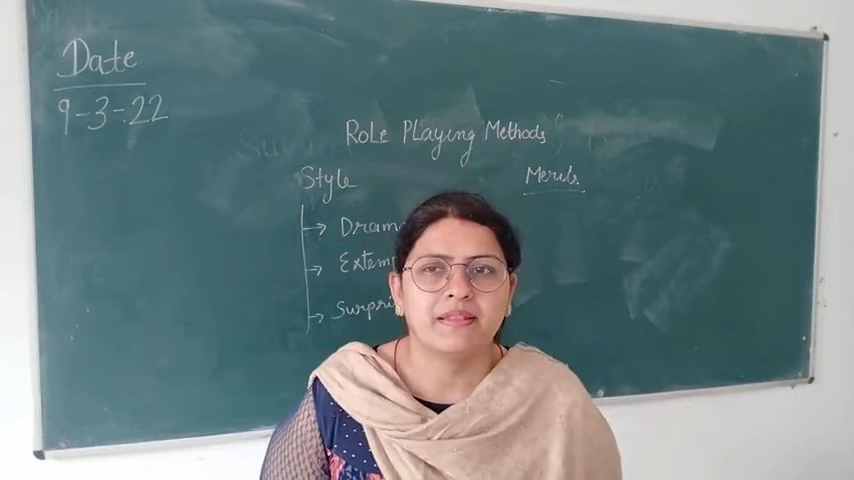 Date
9-3-22
RoLe PLaying Methods
Style
Merits
Drama
Extemp
Surpri